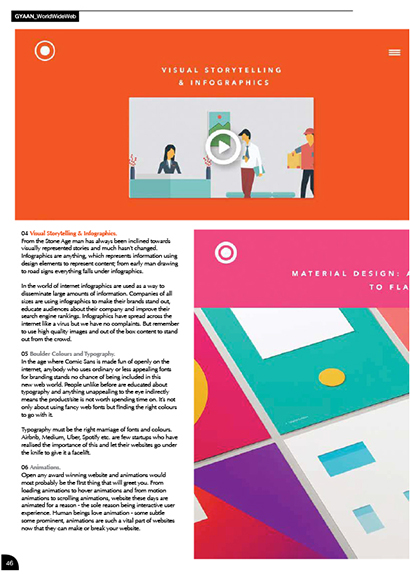 GYAAN_WorldWideWeb
VISUAL STORYTELLING
& INFOGRAPHICS
04 Visual Storytelling & Infographics.
From the Stone Age man has always been inclined towards
visually represented stories and much hasn't changed.
Infographics are anything, which represents information using
design elements to represent content; from early man drawing
to road signs everything falls under infographics.
In the world of internet infographics are used as a way to
disseminate large amounts of information. Companies of all
sizes are using infographics to make their brands stand out,
educate audiences about their company and improve their
search engine rankings. Infographics have spread across the
internet like a virus but we have no complaints. But remember
to use high quality images and out of the box content to stand
out from the crowd.
MATERIAL DESIGN: A
TO FLA
05 Boulder Colours and Typography.
In the age where Comic Sans is made fun of openly on the
internet, anybody who uses ordinary or less appealing fonts
for branding stands no chance of being included in this
new web world. People unlike before are educated about
typography and anything unappealing to the eye indirectly
means the product/site is not worth spending time on. It's not
only about using fancy web fonts but finding the right colours
to go with it.
Typography must be the right marriage of fonts and colours.
Airbnb, Medium, Uber, Spotify etc. are few startups who have
realised the importance of this and let their websites go under
the knife to give it a facelift.
06 Animations.
Open any award winning website and animations would
most probably be the first thing that will greet you. From
loading animations to hover animations and from motion
animations to scrolling animations, website these days are
animated for a reason - the sole reason being interactive user
experience. Human beings love animation - some subtle
some prominent, animations are such a vital part of websites
now that they can make or break your website.
46